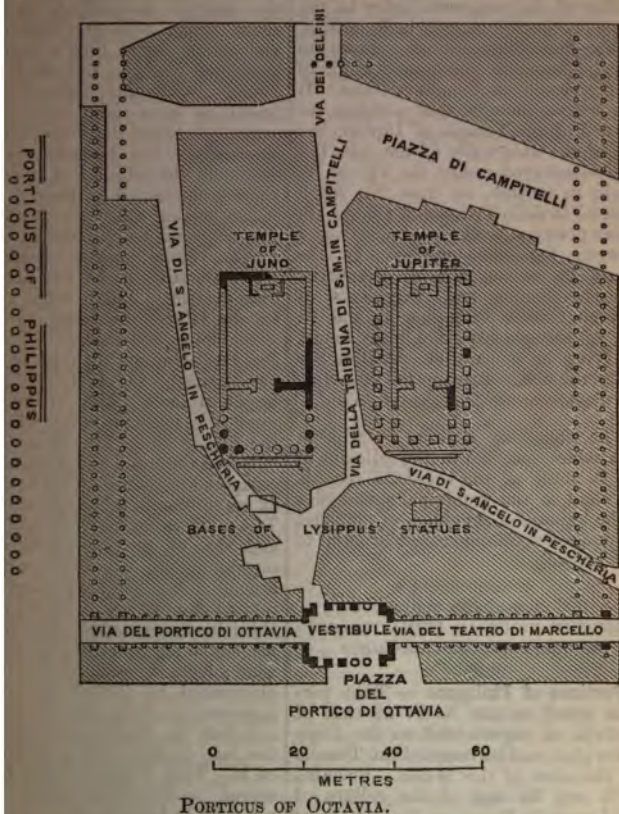 VIA DEI DELFINI
PIAZZA DI CAMPITELLI
PORTICUS OF PHILIPPUS
VIA DI S. ANGELO IN PESCHERIA
TEMPLE
OF
JUNO
VIA DELLA TRIBUNA DI S.M. IN CAMPITELLI
TEMPLE
OF
JUPITER
VIA DI S. ANGELO IN PESCHERIA
BASES OF LYSIPPUS' STATUES
VIA DEL PORTICO DI OTTAVIA
VESTIBULE
VIA DEL TEATRO DI MARCELLO
PIAZZA
DEL
PORTICO DI OTTAVIA
0 20 40 60
METRES
PORTICUS OF OCTAVIA.